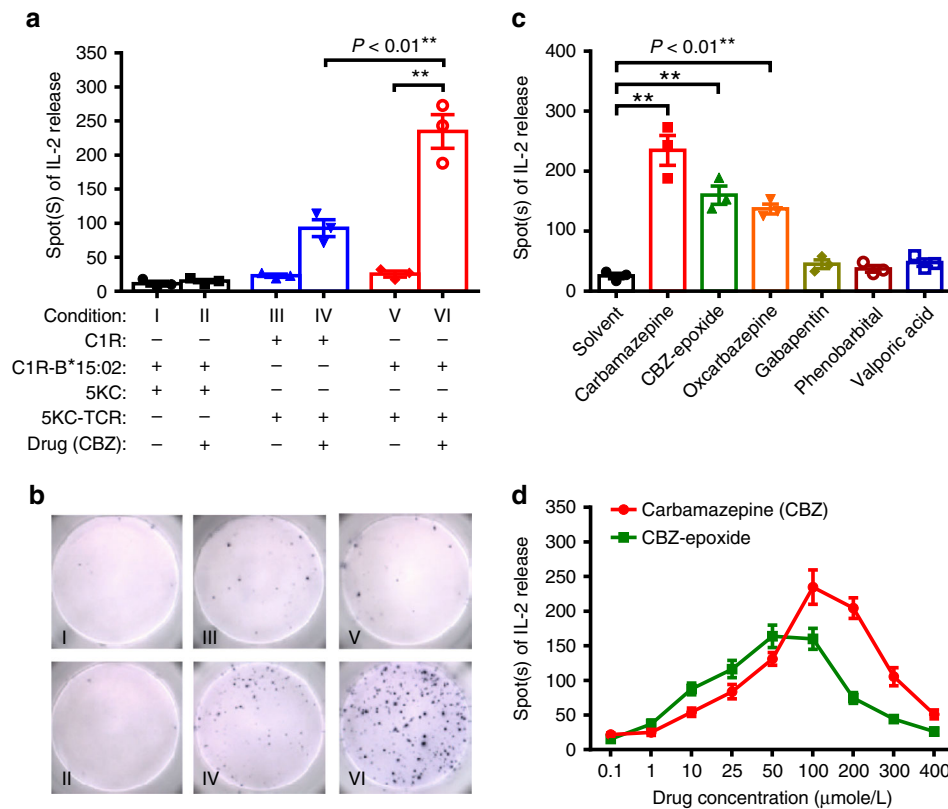 a
P < 0.01**
**
Spot(S) of IL-2 release
300
250
200
150
100
50
0
Condition: I II III IV V VI
C1R: – – + + – –
C1R-B*15:02: + + – – + +
5KC: + + – – – –
5KC-TCR: – – + + + +
Drug (CBZ): – + – + – +
b
I III V
II IV VI
c
P < 0.01**
**
**
Spot(s) of IL-2 release
400
300
200
100
0
Solvent
Carbamazepine
CBZ-epoxide
Oxcarbazepine
Gabapentin
Phenobarbital
Valporic acid
d
Carbamazepine (CBZ)
CBZ-epoxide
Spot(s) of IL-2 release
350
300
250
200
150
100
50
0
0.1 1 10 25 50 100 200 300 400
Drug concentration (μmole/L)